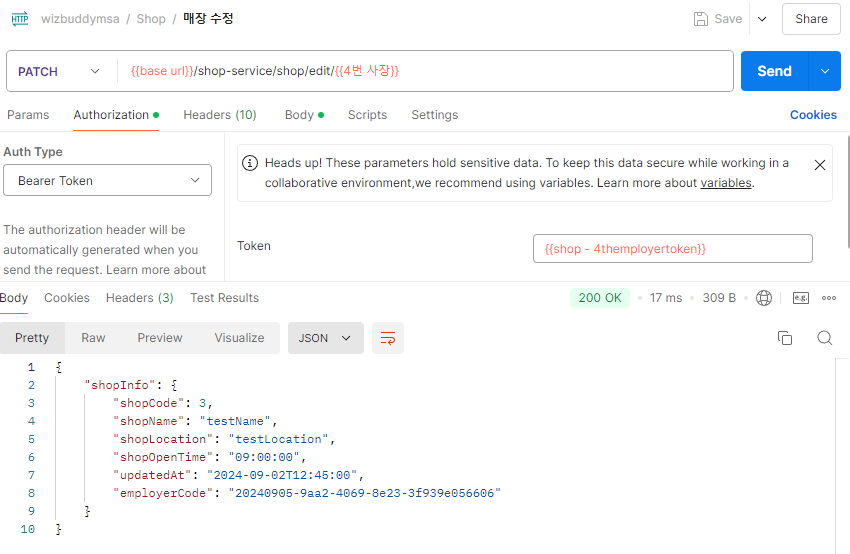 HTTP wizbuddymsa / Shop / 매장 수정 Save Share
PATCH {{base url}}/shop-service/shop/edit/{{4번 사장}} Send
Params Authorization Headers (10) Body Scripts Settings Cookies
Auth Type
Bearer Token
The authorization header will be
automatically generated when you
send the request. Learn more about
Heads up! These parameters hold sensitive data. To keep this data secure while working in a
collaborative environment,we recommend using variables. Learn more about variables.
Token {{shop - 4themployertoken}}
Body Cookies Headers (3) Test Results 200 OK 17 ms 309 B e.g.
Pretty Raw Preview Visualize JSON
1 {
2 "shopInfo": {
3 "shopCode": 3,
4 "shopName": "testName",
5 "shopLocation": "testLocation",
6 "shopOpenTime": "09:00:00",
7 "updatedAt": "2024-09-02T12:45:00",
8 "employerCode": "20240905-9aa2-4069-8e23-3f939e056606"
9 }
10 }